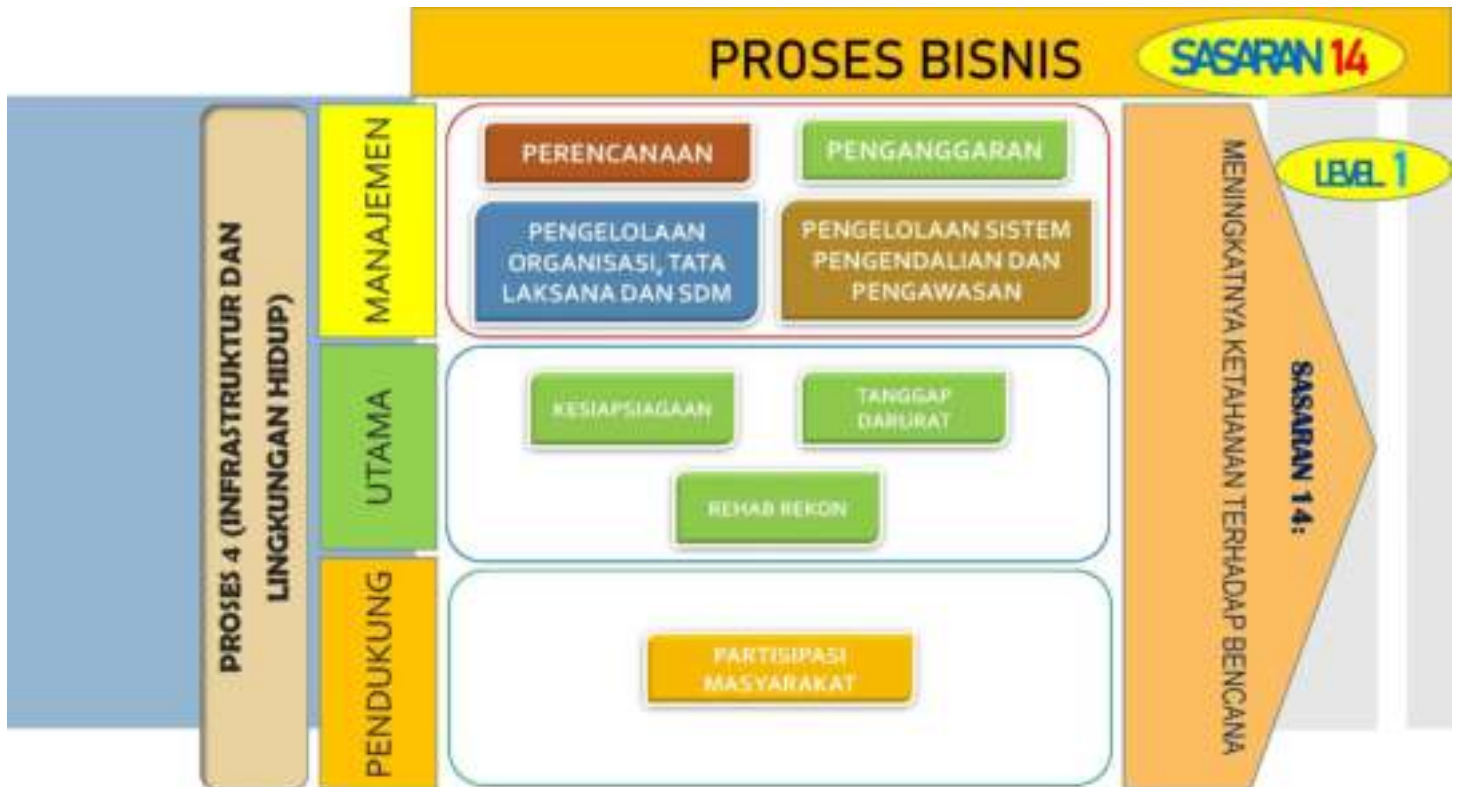 PROSES BISNIS
SASARAN 14
LEVEL 1
PROSES 4 (INFRASTRUKTUR DAN
LINGKUNGAN HIDUP)
MANAJEMEN
PERENCANAAN
PENGANGGARAN
PENGELOLAAN
ORGANISASI, TATA
LAKSANA DAN SDM
PENGELOLAAN SISTEM
PENGENDALIAN DAN
PENGAWASAN
UTAMA
KESIAPSIAGAAN
TANGGAP
DARURAT
REHAB REKON
PENDUKUNG
PARTISIPASI
MASYARAKAT
SASARAN 14:
MENINGKATNYA KETAHANAN TERHADAP BENCANA